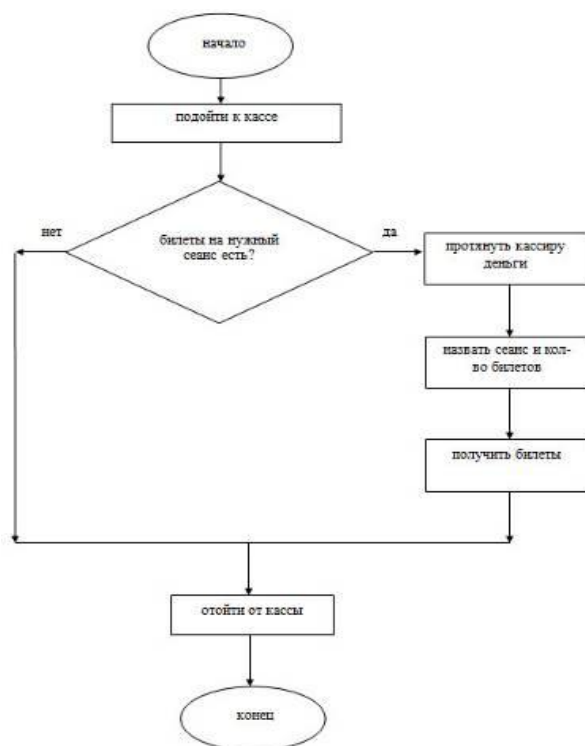 начало
подойти к кассе
нет
билеты на нужный
сеанс есть?
да
протянуть кассиру
деньги
назвать сеанс и кол-
во билетов
получить билеты
отойти от кассы
конец